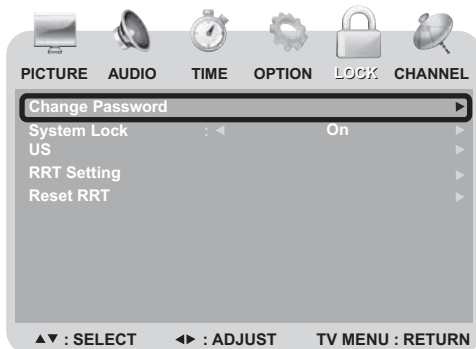 PICTURE AUDIO TIME OPTION LOCK CHANNEL
Change Password ►
System Lock : ◄ On ►
US ►
RRT Setting ►
Reset RRT ►
▲▼ : SELECT ◄► : ADJUST TV MENU : RETURN